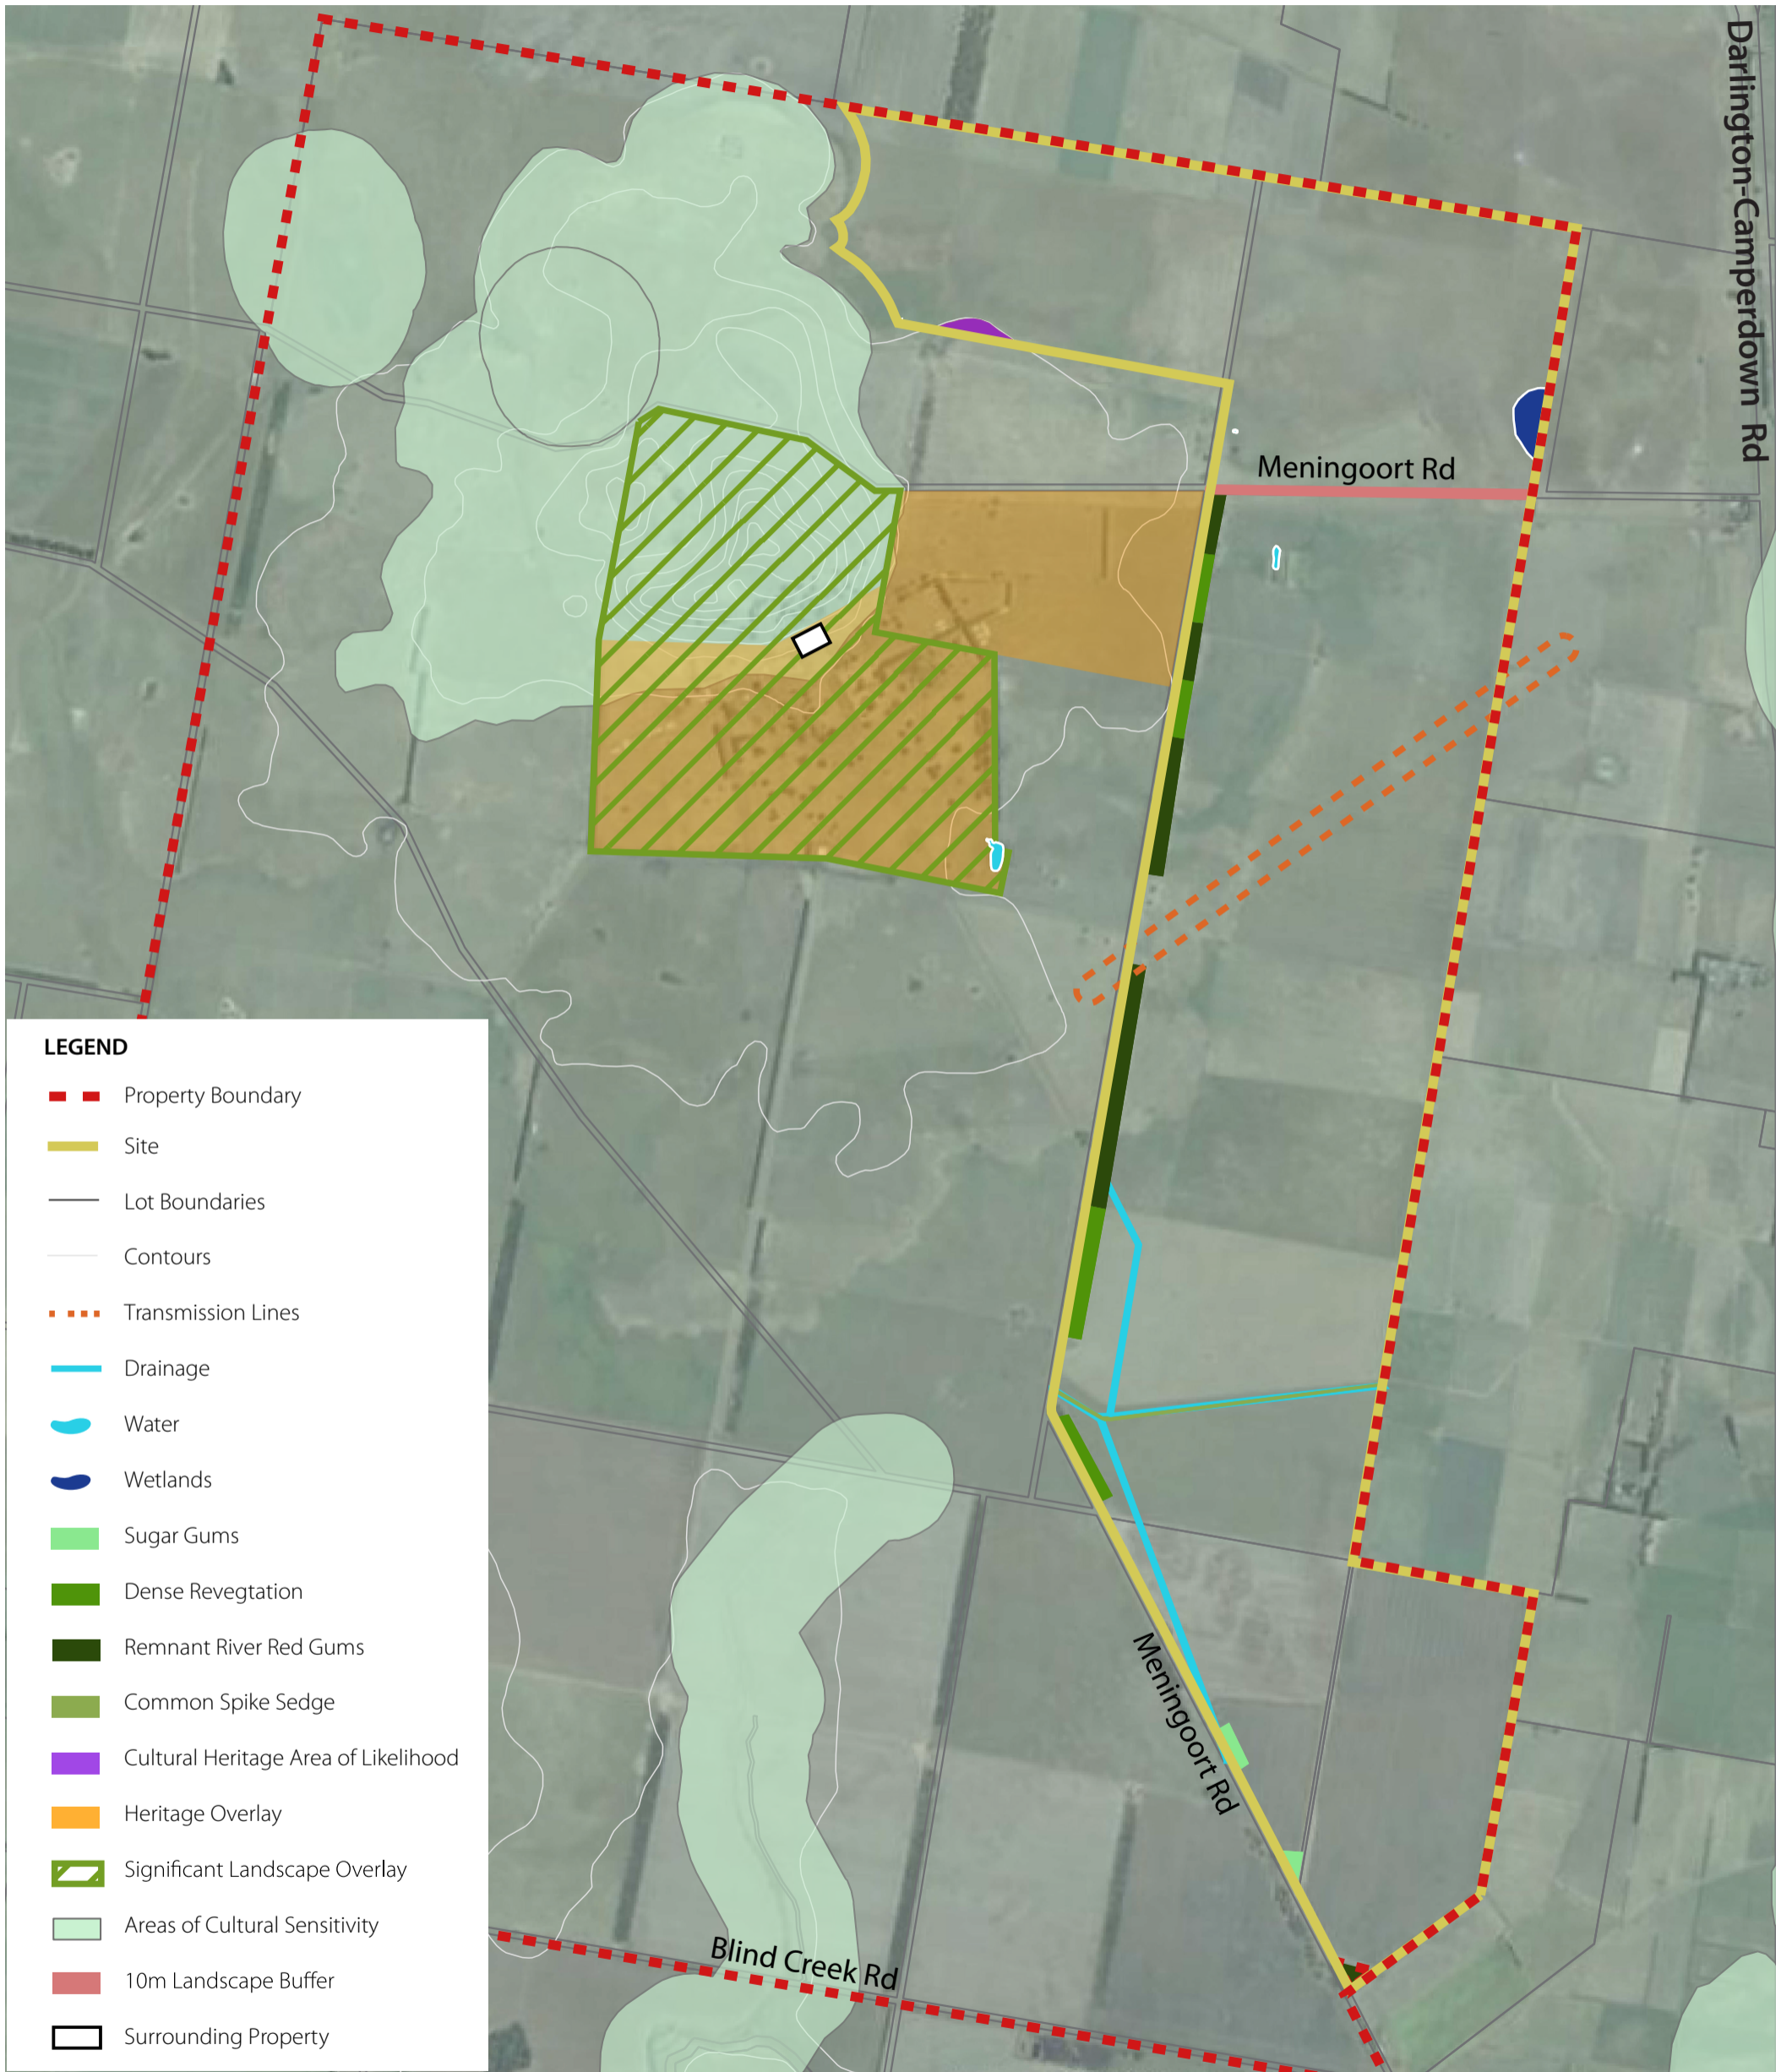 Darlington-Camperdown Rd
Meningoort Rd
Meningoort Rd
Blind Creek Rd
LEGEND
Property Boundary
Site
Lot Boundaries
Contours
Transmission Lines
Drainage
Water
Wetlands
Sugar Gums
Dense Revegtation
Remnant River Red Gums
Common Spike Sedge
Cultural Heritage Area of Likelihood
Heritage Overlay
Significant Landscape Overlay
Areas of Cultural Sensitivity
10m Landscape Buffer
Surrounding Property